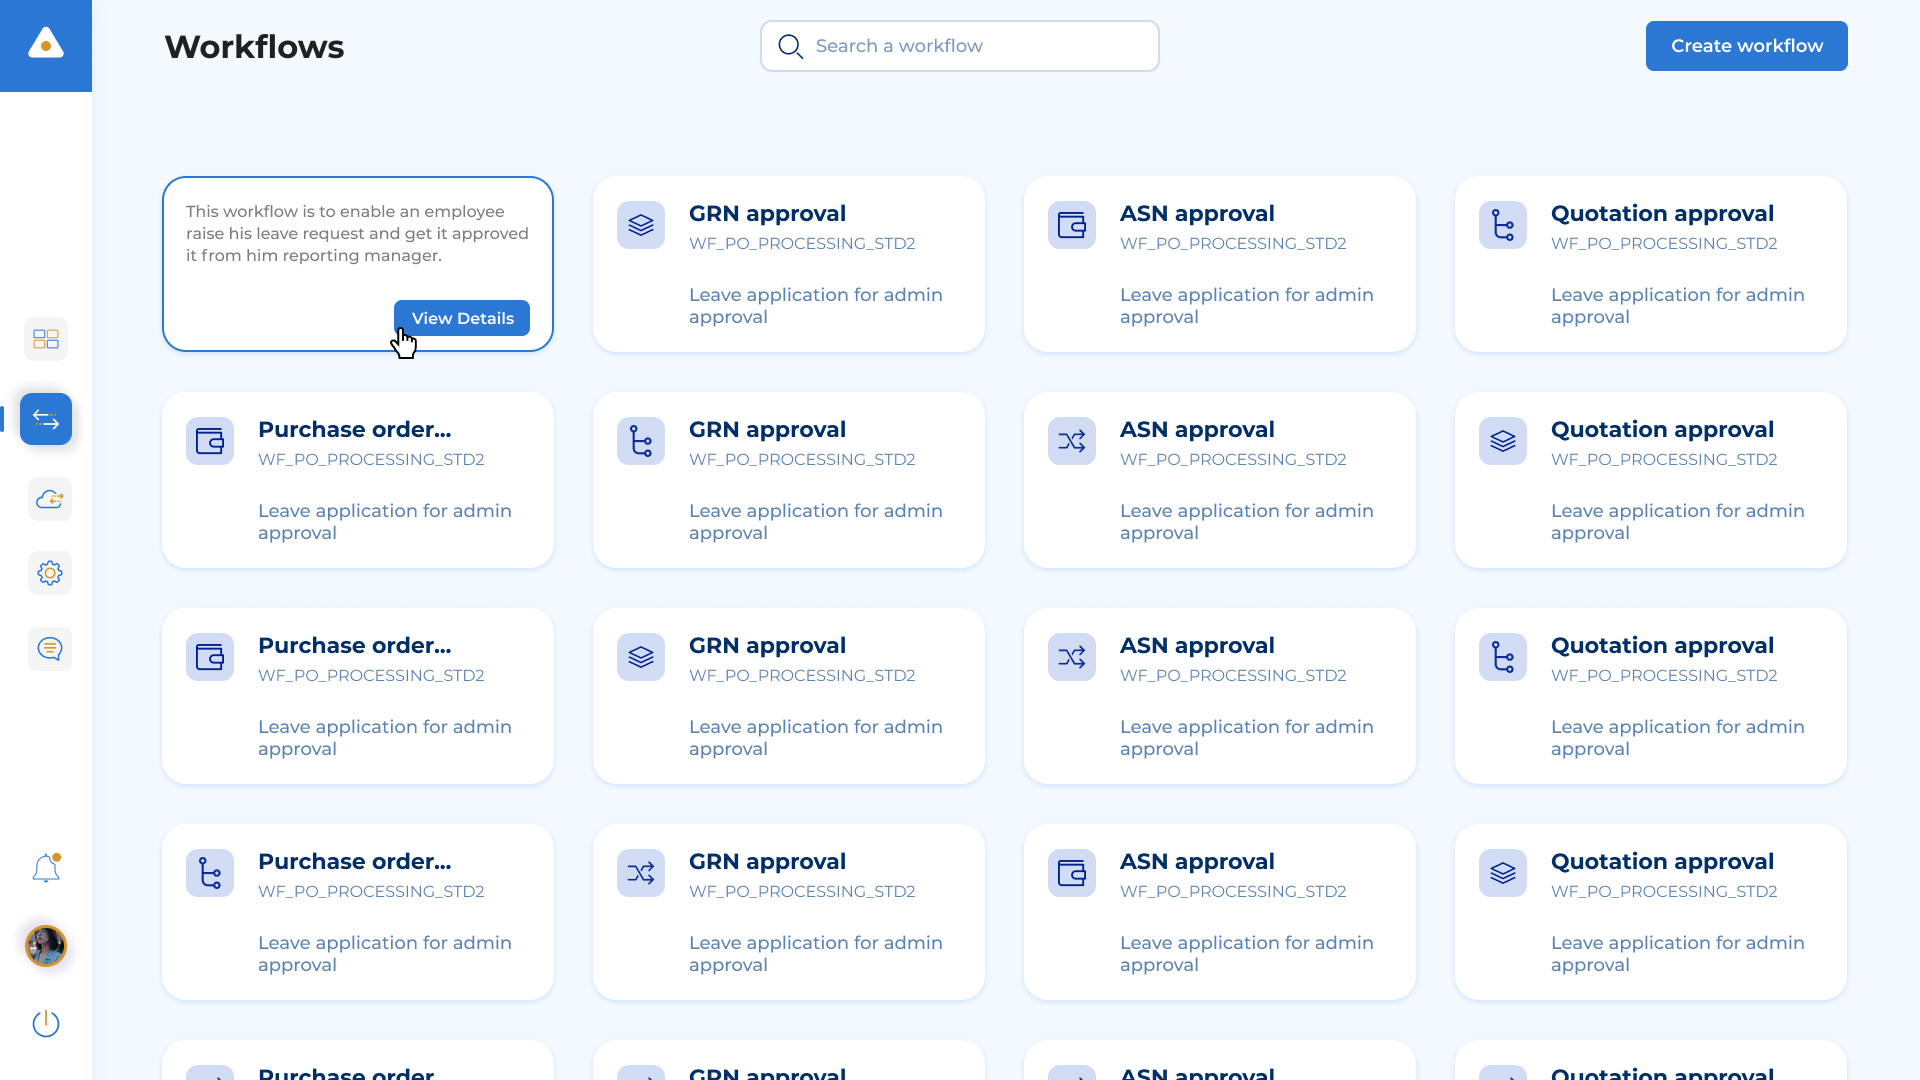 Workflows
Search a workflow
Create workflow
This workflow is to enable an employee
raise his leave request and get it approved
it from him reporting manager.
View Details
GRN approval
WF_PO_PROCESSING_STD2
Leave application for admin
approval
ASN approval
WF_PO_PROCESSING_STD2
Leave application for admin
approval
Quotation approval
WF_PO_PROCESSING_STD2
Leave application for admin
approval
Purchase order...
WF_PO_PROCESSING_STD2
Leave application for admin
approval
GRN approval
WF_PO_PROCESSING_STD2
Leave application for admin
approval
ASN approval
WF_PO_PROCESSING_STD2
Leave application for admin
approval
Quotation approval
WF_PO_PROCESSING_STD2
Leave application for admin
approval
Purchase order...
WF_PO_PROCESSING_STD2
Leave application for admin
approval
GRN approval
WF_PO_PROCESSING_STD2
Leave application for admin
approval
ASN approval
WF_PO_PROCESSING_STD2
Leave application for admin
approval
Quotation approval
WF_PO_PROCESSING_STD2
Leave application for admin
approval
Purchase order...
WF_PO_PROCESSING_STD2
Leave application for admin
approval
GRN approval
WF_PO_PROCESSING_STD2
Leave application for admin
approval
ASN approval
WF_PO_PROCESSING_STD2
Leave application for admin
approval
Quotation approval
WF_PO_PROCESSING_STD2
Leave application for admin
approval
Purchase order
GRN approval
ASN approval
Quotation approval